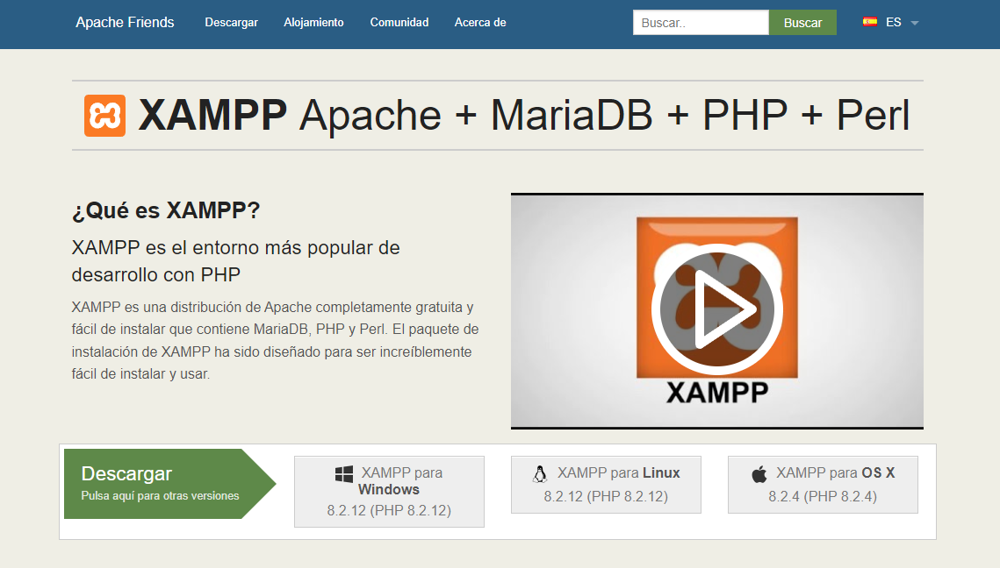 Apache Friends Descargar Alojamiento Comunidad Acerca de Buscar.. Buscar ES
XAMPP Apache + MariaDB + PHP + Perl
¿Qué es XAMPP?
XAMPP es el entorno más popular de
desarrollo con PHP
XAMPP es una distribución de Apache completamente gratuita y
fácil de instalar que contiene MariaDB, PHP y Perl. El paquete de
instalación de XAMPP ha sido diseñado para ser increíblemente
fácil de instalar y usar.
XAMPP
Descargar
Pulsa aquí para otras versiones
XAMPP para
Windows
8.2.12 (PHP 8.2.12)
XAMPP para Linux
8.2.12 (PHP 8.2.12)
XAMPP para OS X
8.2.4 (PHP 8.2.4)